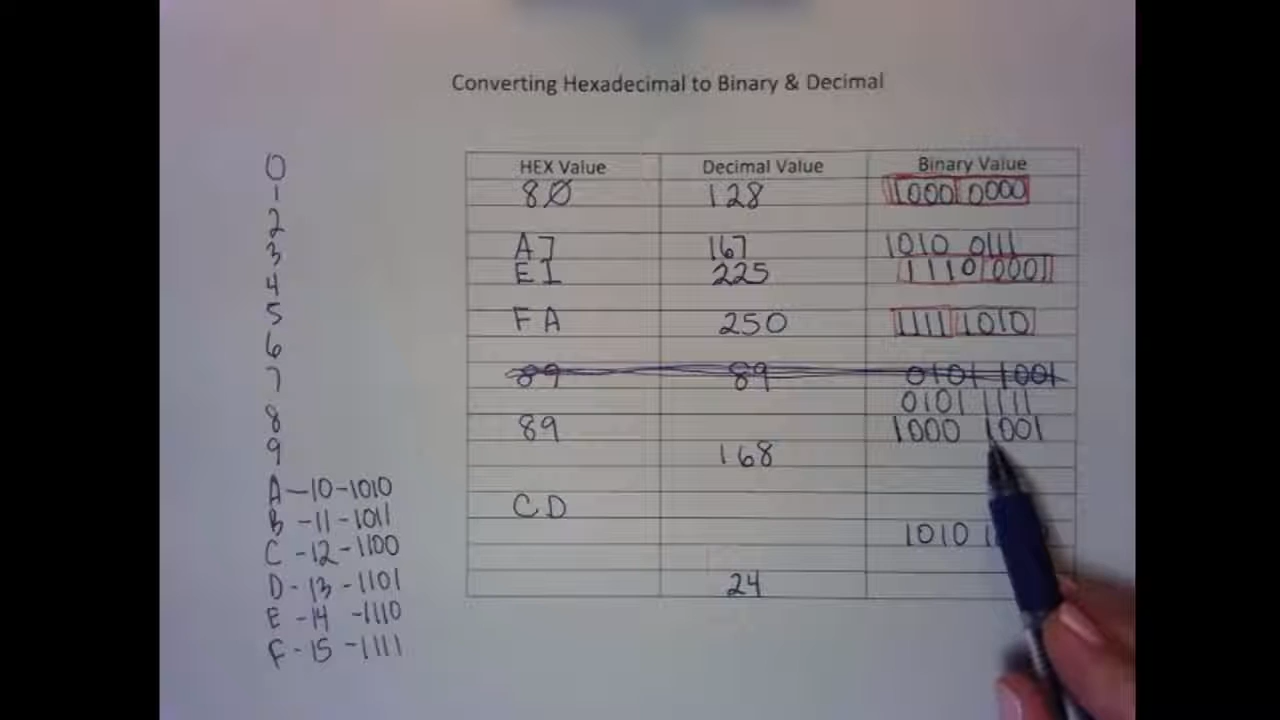 Converting Hexadecimal to Binary & Decimal
HEX Value Decimal Value Binary Value
80 128 1000 0000
A7 167 1010 0111
E1 225 1110 0001
FA 250 1111 1010
89 89 0101 1001
0101 1111
89 1000 1001
168
CD
1010
24
0
1
2
3
4
5
6
7
8
9
A-10-1010
B-11-1011
C-12-1100
D-13-1101
E-14-1110
F-15-1111